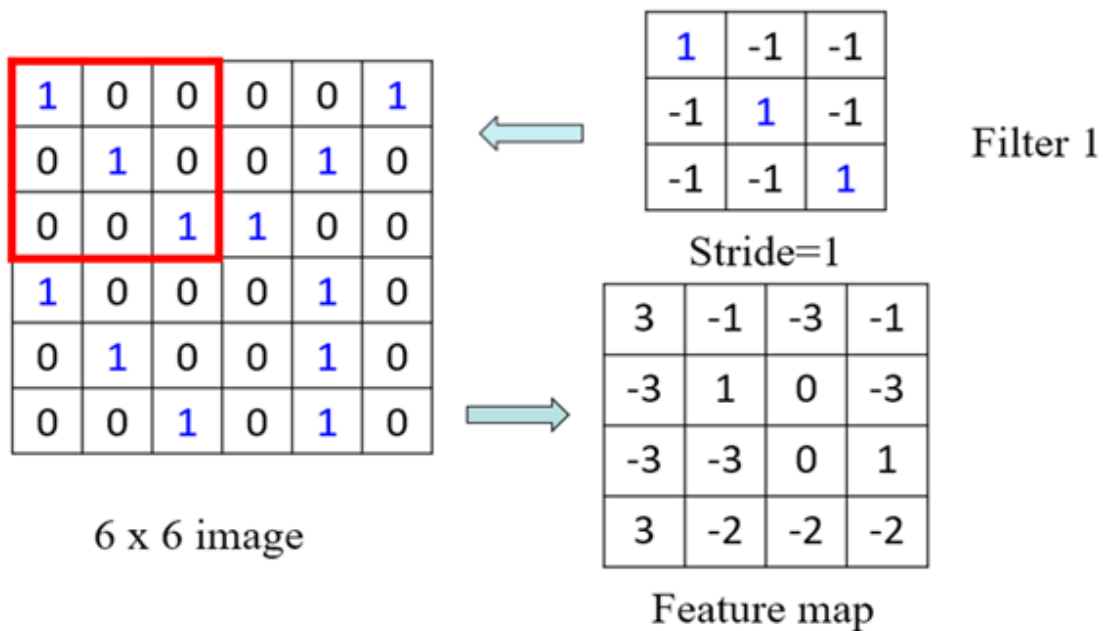 1 0 0 0 0 1
0 1 0 0 1 0
0 0 1 1 0 0
1 0 0 0 1 0
0 1 0 0 1 0
0 0 1 0 1 0
6 x 6 image
1 -1 -1
-1 1 -1
-1 -1 1
Filter 1
Stride=1
3 -1 -3 -1
-3 1 0 -3
-3 -3 0 1
3 -2 -2 -2
Feature map